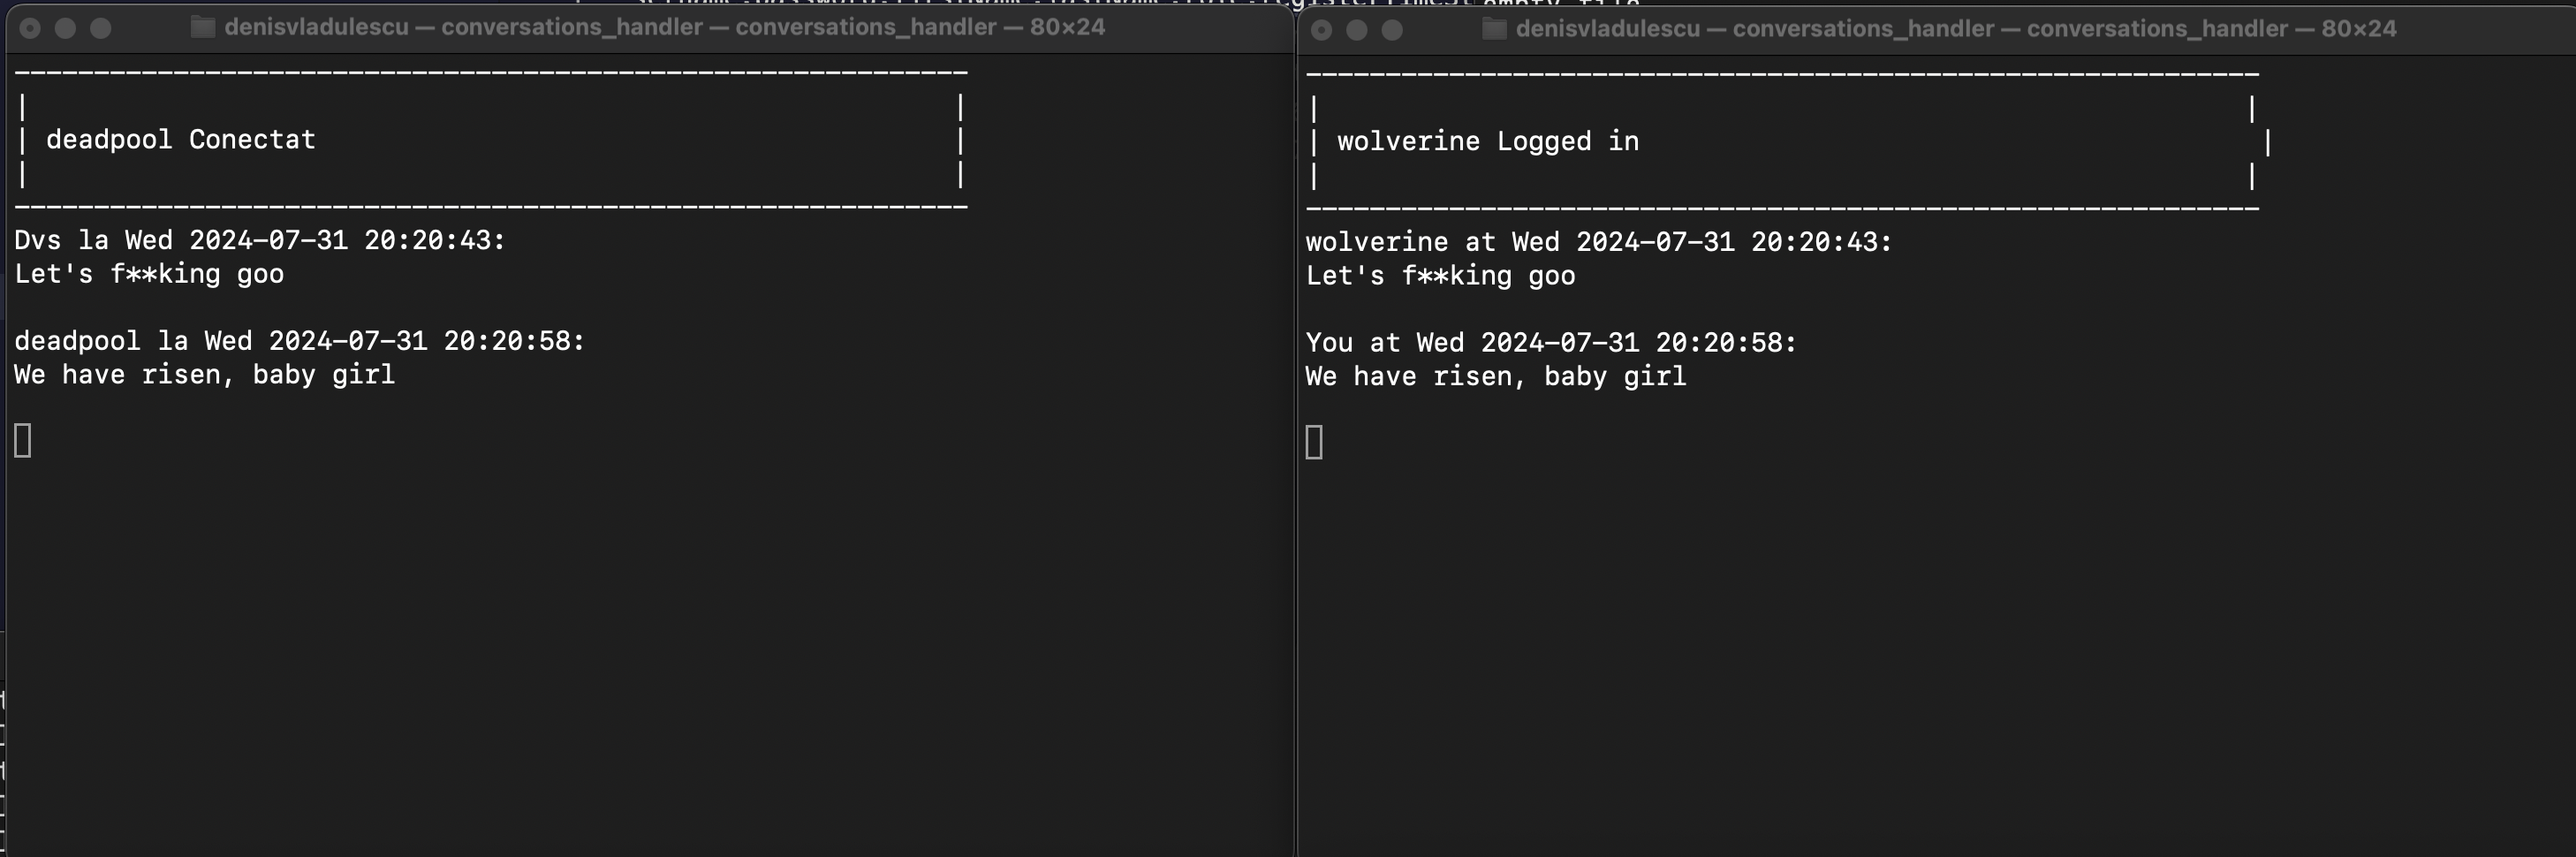 denisvladulescu — conversations_handler — conversations_handler — 80×24
| deadpool Conectat |
Dvs la Wed 2024-07-31 20:20:43:
Let's f**king goo
deadpool la Wed 2024-07-31 20:20:58:
We have risen, baby girl
empty file
denisvladulescu — conversations_handler — conversations_handler — 80×24
| wolverine Logged in |
wolverine at Wed 2024-07-31 20:20:43:
Let's f**king goo
You at Wed 2024-07-31 20:20:58:
We have risen, baby girl